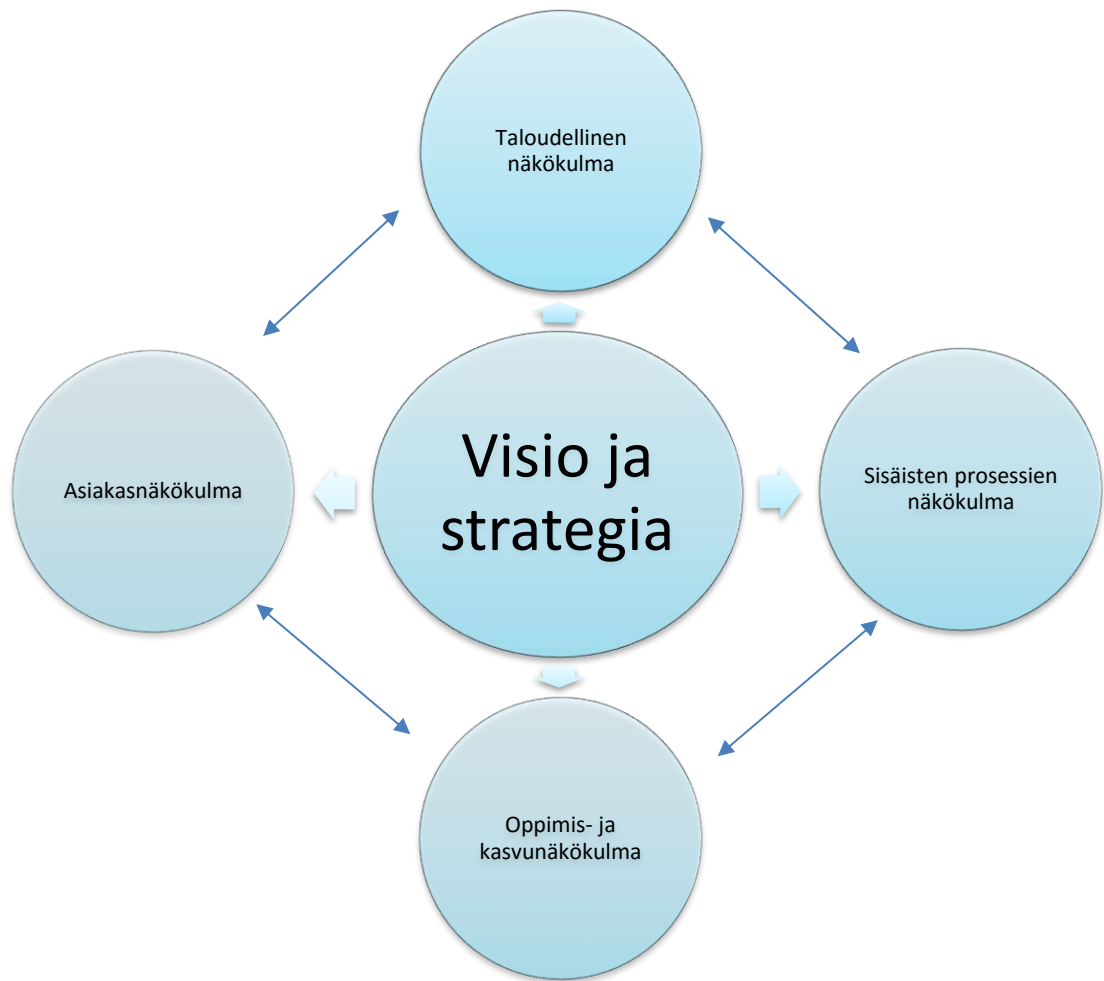 Taloudellinen
näkökulma
Asiakasnäkökulma
Visio ja
strategia
Sisäisten prosessien
näkökulma
Oppimis- ja
kasvunäkökulma